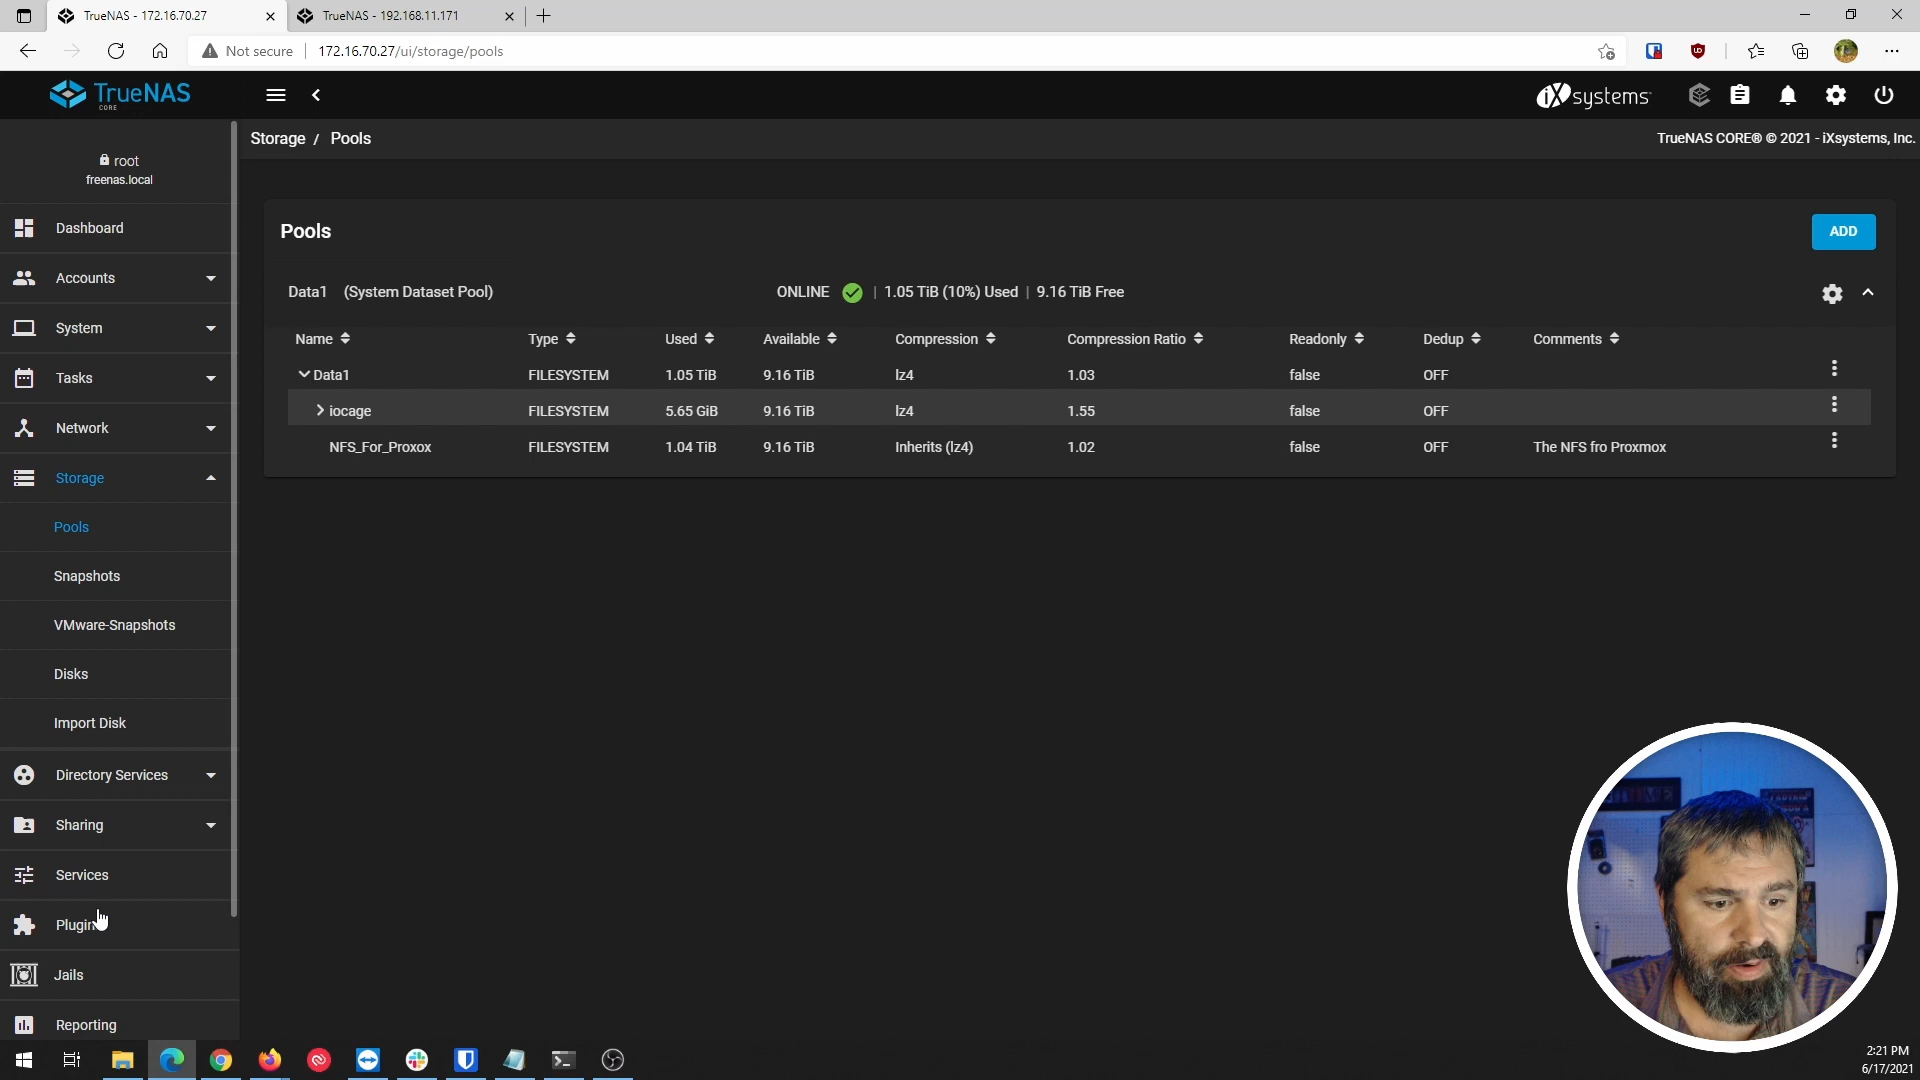 TrueNAS - 172.16.70.27
TrueNAS - 192.168.11.171
Not secure
172.16.70.27/ui/storage/pools
TrueNAS
CORE
iXsystems
Storage / Pools
TrueNAS CORE® © 2021 - iXsystems, Inc.
root
freenas.local
Dashboard
Accounts
System
Tasks
Network
Storage
Pools
Snapshots
VMware-Snapshots
Disks
Import Disk
Directory Services
Sharing
Services
Plugin
Jails
Reporting
Pools
ADD
Data1 (System Dataset Pool)
ONLINE | 1.05 TiB (10%) Used | 9.16 TiB Free
Name Type Used Available Compression Compression Ratio Readonly Dedup Comments
Data1 FILESYSTEM 1.05 TiB 9.16 TiB lz4 1.03 false OFF
iocage FILESYSTEM 5.65 GiB 9.16 TiB lz4 1.55 false OFF
NFS_For_Proxox FILESYSTEM 1.04 TiB 9.16 TiB Inherits (lz4) 1.02 false OFF The NFS fro Proxmox
2:21 PM
6/17/2021